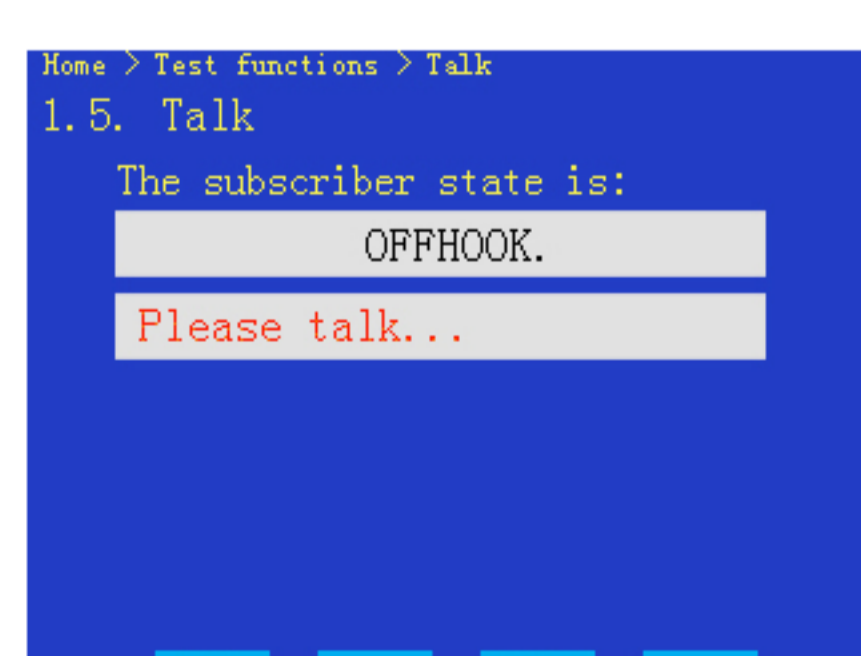 Home > Test functions > Talk
1.5. Talk
The subscriber state is:
OFFHOOK.
Please talk...